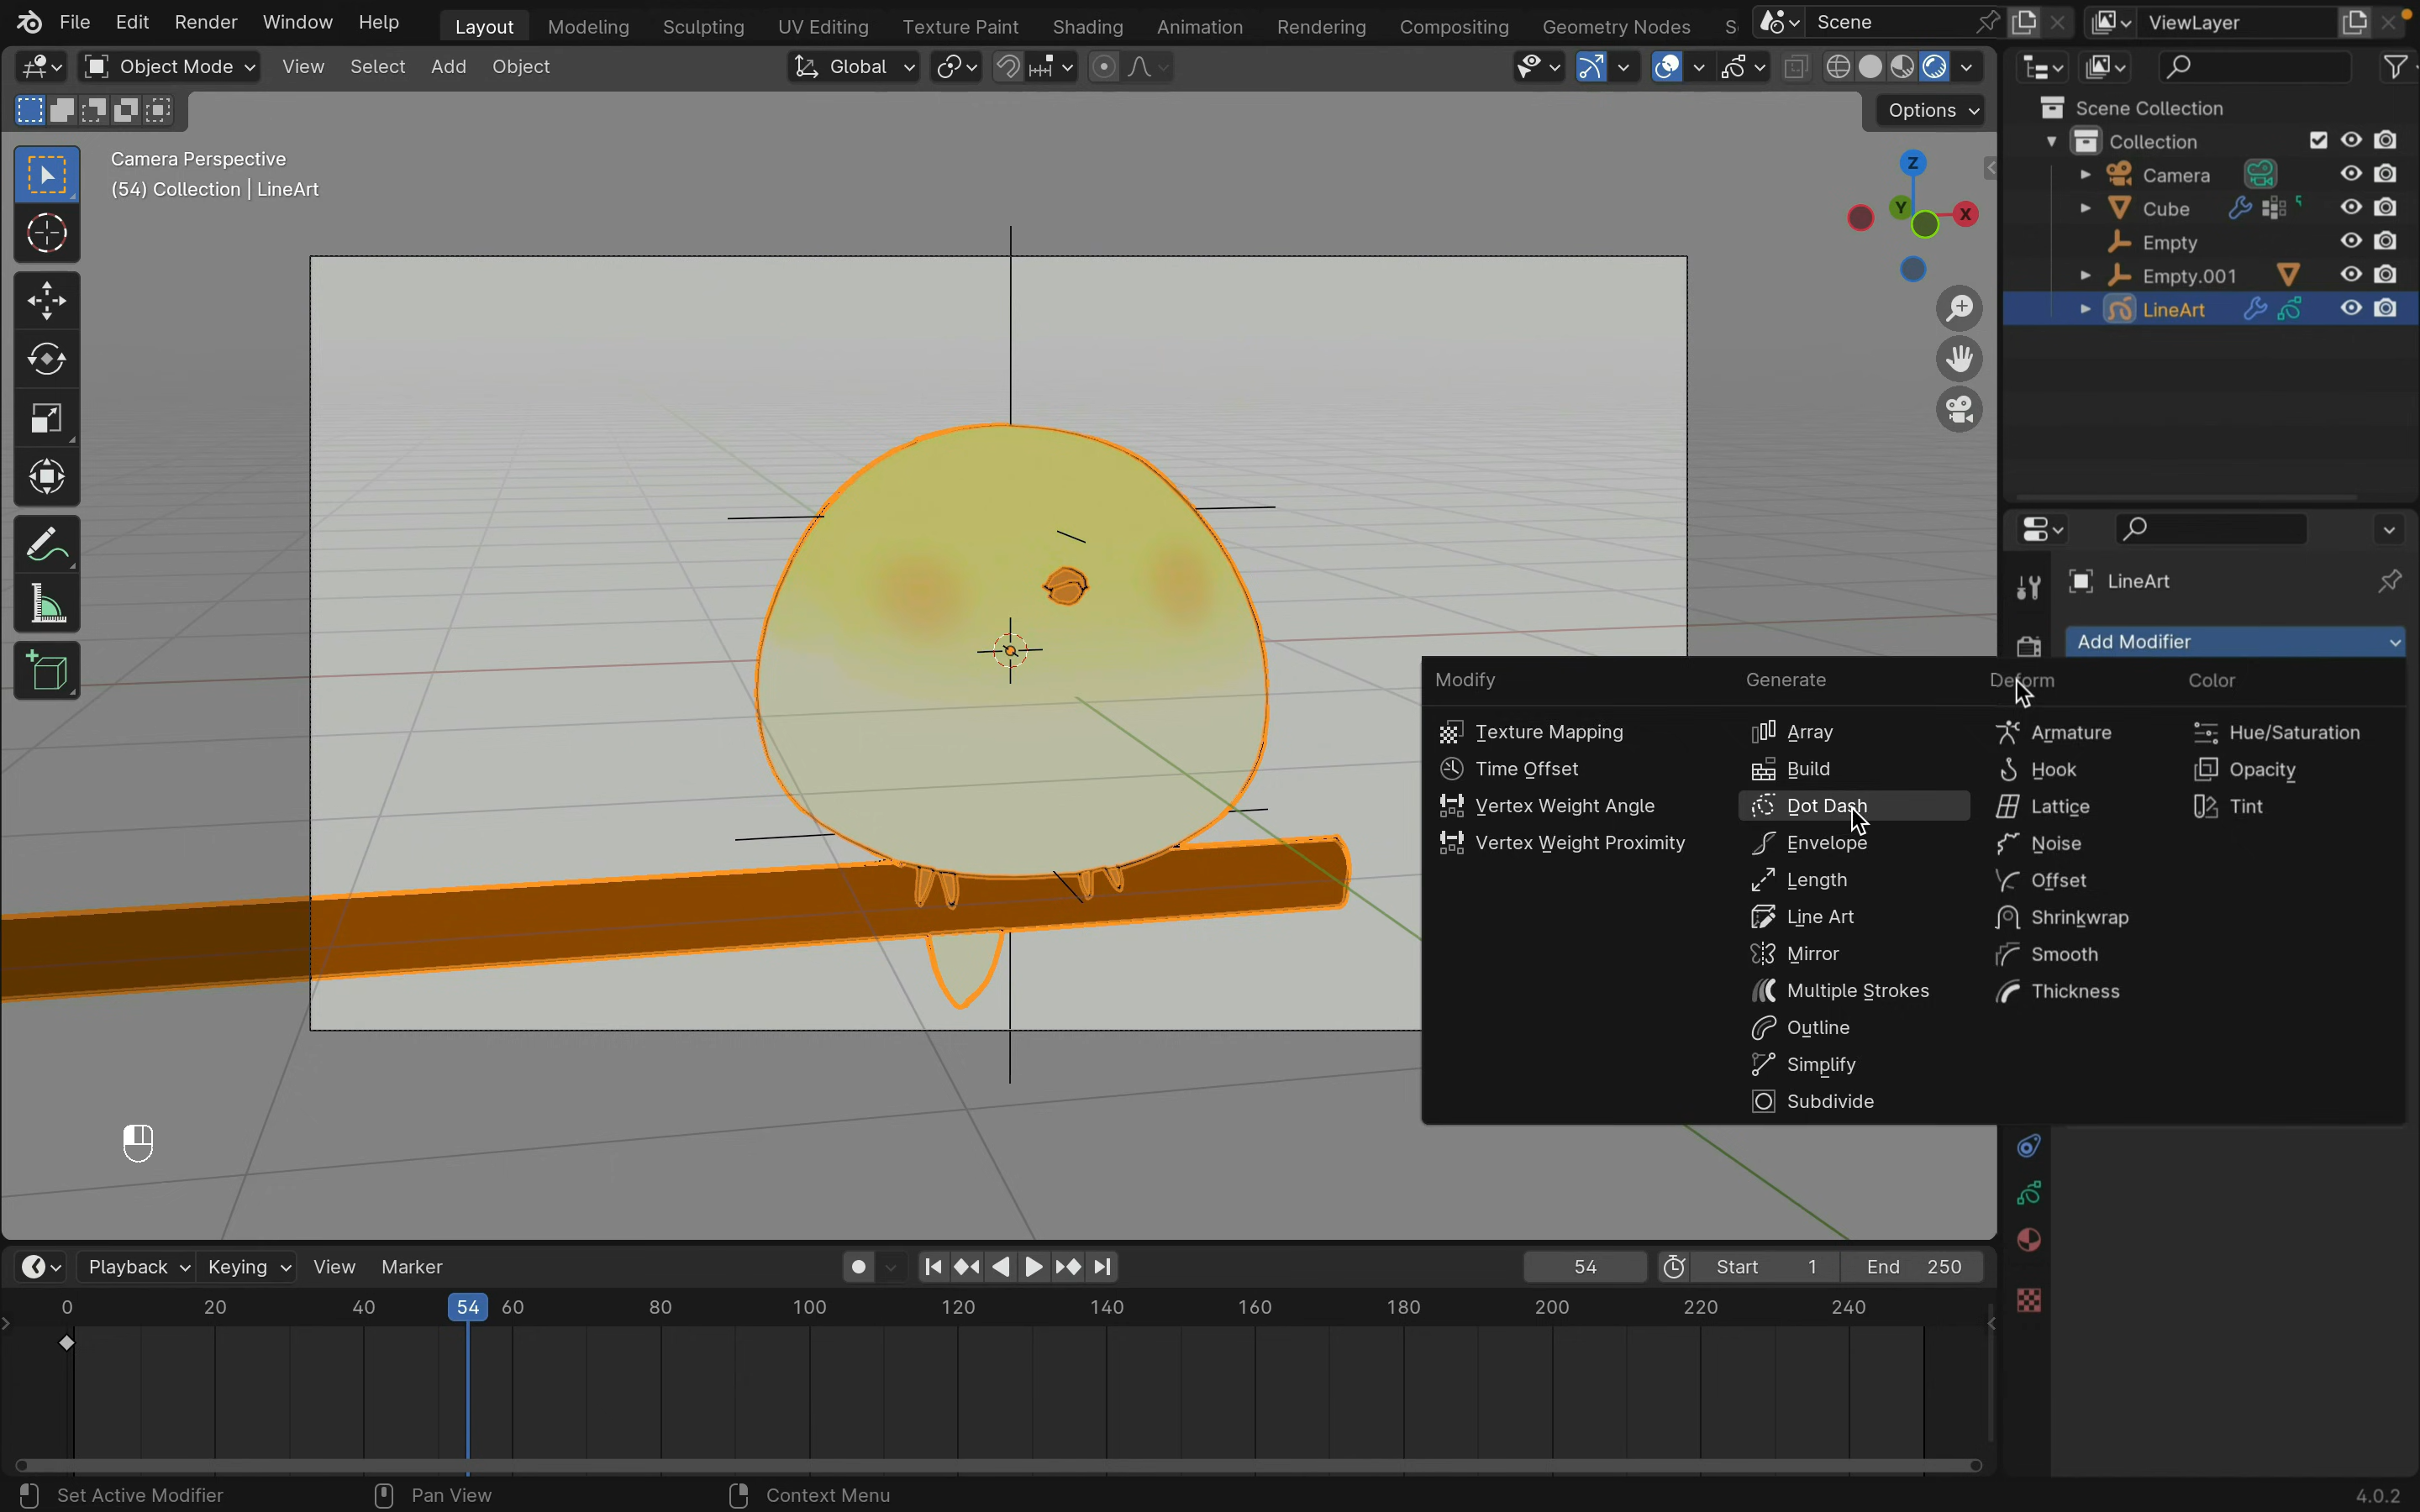 File Edit Render Window Help Layout Modeling Sculpting UV Editing Texture Paint Shading Animation Rendering Compositing Geometry Nodes Scene ViewLayer
Object Mode View Select Add Object Global
Options
Camera Perspective
(54) Collection | LineArt
Z
Y
X
Scene Collection
Collection
Camera
Cube
Empty
Empty.001
LineArt
LineArt
Add Modifier
Modify Generate Deform Color
Texture Mapping Array Armature Hue/Saturation
Time Offset Build Hook Opacity
Vertex Weight Angle Dot Dash Lattice Tint
Vertex Weight Proximity Envelope Noise
Length Offset
Line Art Shrinkwrap
Mirror Smooth
Multiple Strokes Thickness
Outline
Simplify
Subdivide
Playback Keying View Marker 54 Start 1 End 250
0 20 40 54 60 80 100 120 140 160 180 200 220 240
Set Active Modifier Pan View Context Menu 4.0.2